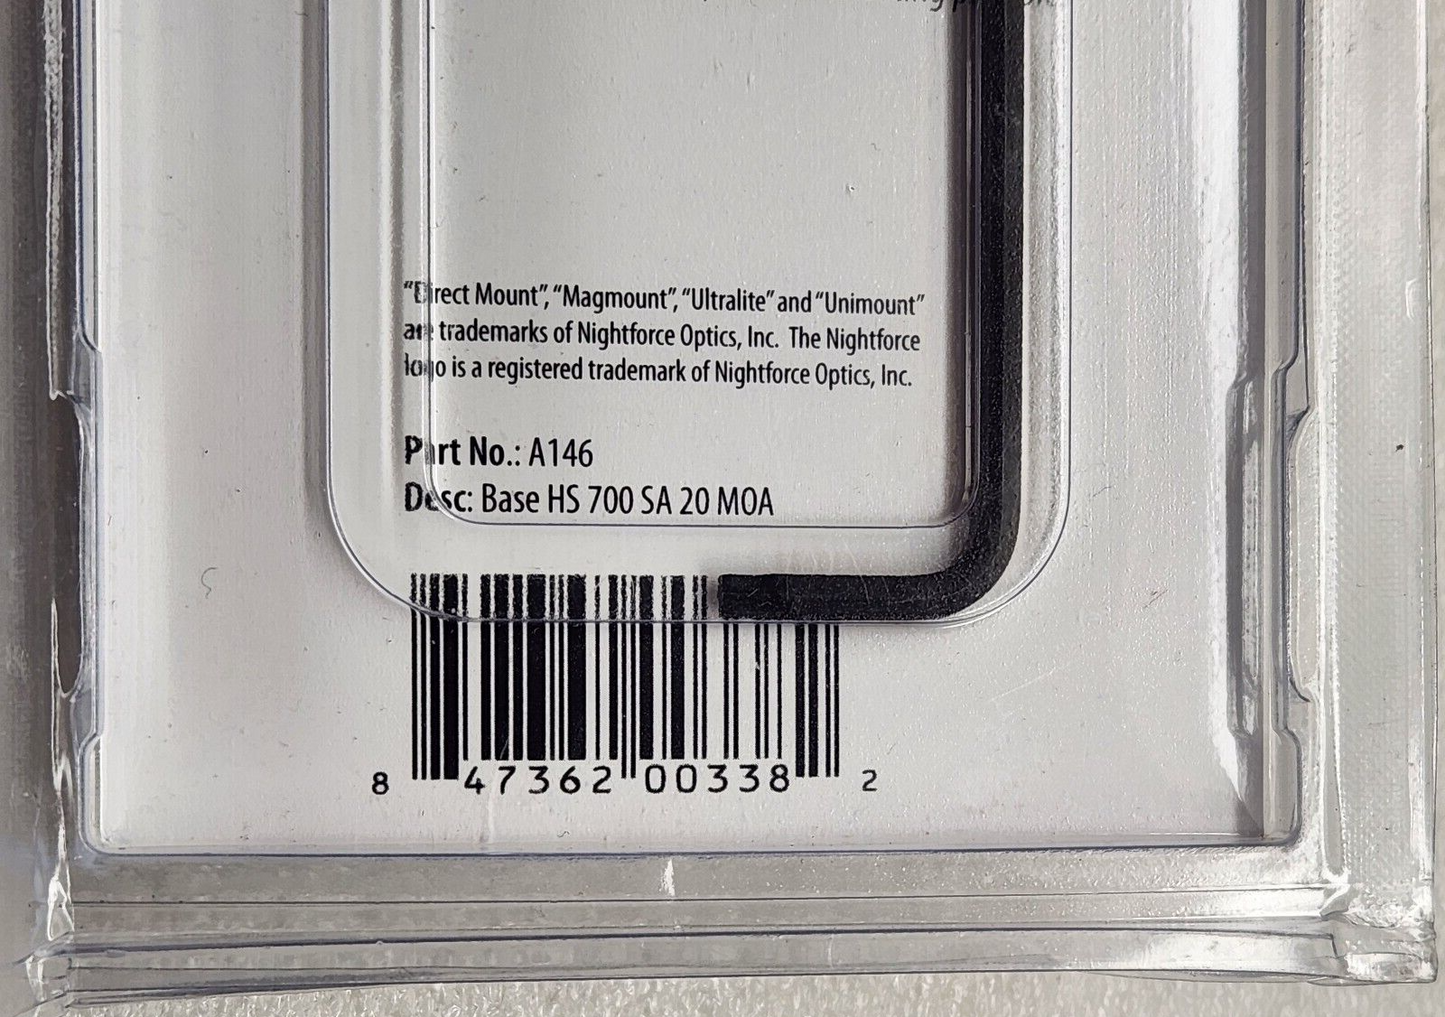 “Direct Mount”, “Magmount”, “Ultralite” and “Unimount”
are trademarks of Nightforce Optics, Inc. The Nightforce
logo is a registered trademark of Nightforce Optics, Inc.
Part No.: A146
Desc: Base HS 700 SA 20 MOA
8 47362 00338 2